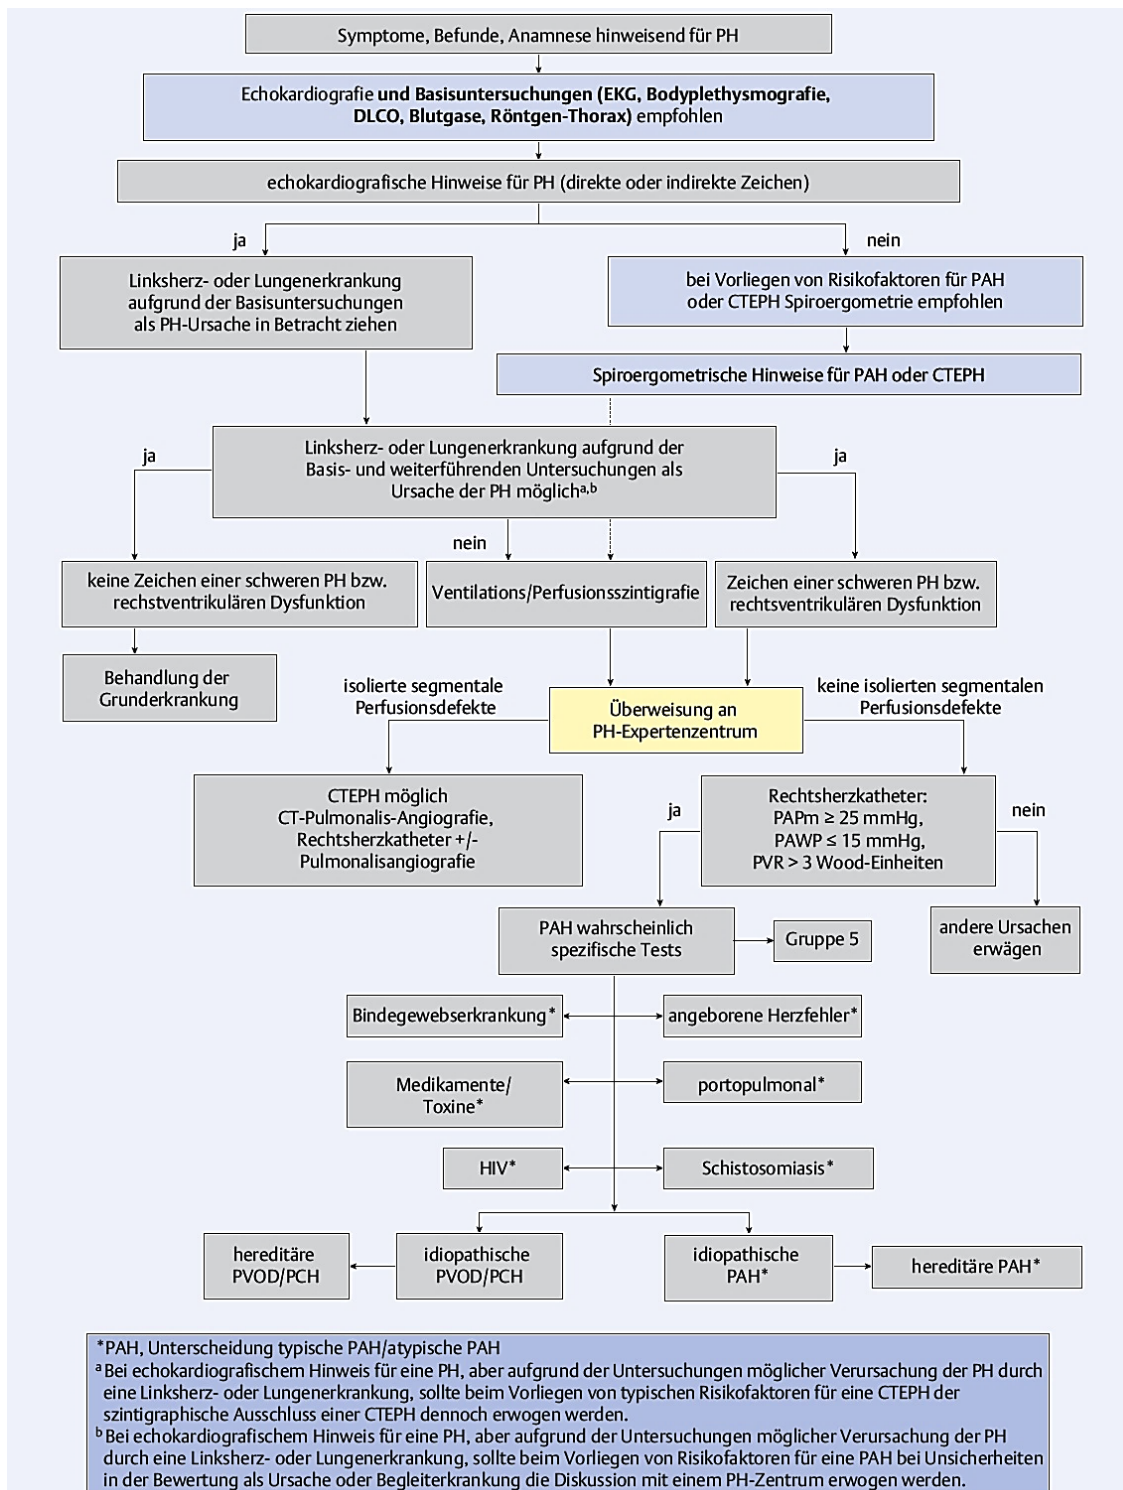 Symptome, Befunde, Anamnese hinweisend für PH
Echokardiografie und Basisuntersuchungen (EKG, Bodyplethysmografie,
DLCO, Blutgase, Röntgen-Thorax) empfohlen
echokardiografische Hinweise für PH (direkte oder indirekte Zeichen)
ja
nein
Linksherz- oder Lungenerkrankung
aufgrund der Basisuntersuchungen
als PH-Ursache in Betracht ziehen
bei Vorliegen von Risikofaktoren für PAH
oder CTEPH Spiroergometrie empfohlen
Spiroergometrische Hinweise für PAH oder CTEPH
ja
Linksherz- oder Lungenerkrankung aufgrund der
Basis- und weiterführenden Untersuchungen als
Ursache der PH möglich a,b
ja
nein
keine Zeichen einer schweren PH bzw.
rechstventrikulären Dysfunktion
Ventilations/Perfusionsszintigrafie
Zeichen einer schweren PH bzw.
rechtsventrikulären Dysfunktion
Behandlung der
Grunderkrankung
isolierte segmentale
Perfusionsdefekte
Überweisung an
PH-Expertenzentrum
keine isolierten segmentalen
Perfusionsdefekte
CTEPH möglich
CT-Pulmonalis-Angiografie,
Rechtsherzkatheter +/-
Pulmonalisangiografie
ja
Rechtsherzkatheter:
PAPm ≥ 25 mmHg,
PAWP ≤ 15 mmHg,
PVR > 3 Wood-Einheiten
nein
PAH wahrscheinlich
spezifische Tests
Gruppe 5
andere Ursachen
erwägen
Bindegewebserkrankung*
angeborene Herzfehler*
Medikamente/
Toxine*
portopulmonal*
HIV*
Schistosomiasis*
hereditäre
PVOD/PCH
idiopathische
PVOD/PCH
idiopathische
PAH*
hereditäre PAH*
*PAH, Unterscheidung typische PAH/atypische PAH
a Bei echokardiografischem Hinweis für eine PH, aber aufgrund der Untersuchungen möglicher Verursachung der PH durch
eine Linksherz- oder Lungenerkrankung, sollte beim Vorliegen von typischen Risikofaktoren für eine CTEPH der
szintigraphische Ausschluss einer CTEPH dennoch erwogen werden.
b Bei echokardiografischem Hinweis für eine PH, aber aufgrund der Untersuchungen möglicher Verursachung der PH
durch eine Linksherz- oder Lungenerkrankung, sollte beim Vorliegen von Risikofaktoren für eine PAH bei Unsicherheiten
in der Bewertung als Ursache oder Begleiterkrankung die Diskussion mit einem PH-Zentrum erwogen werden.